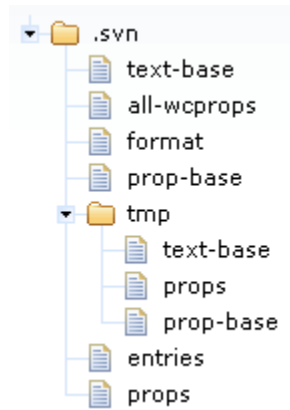 .svn
text-base
all-wcprops
format
prop-base
tmp
text-base
props
prop-base
entries
props